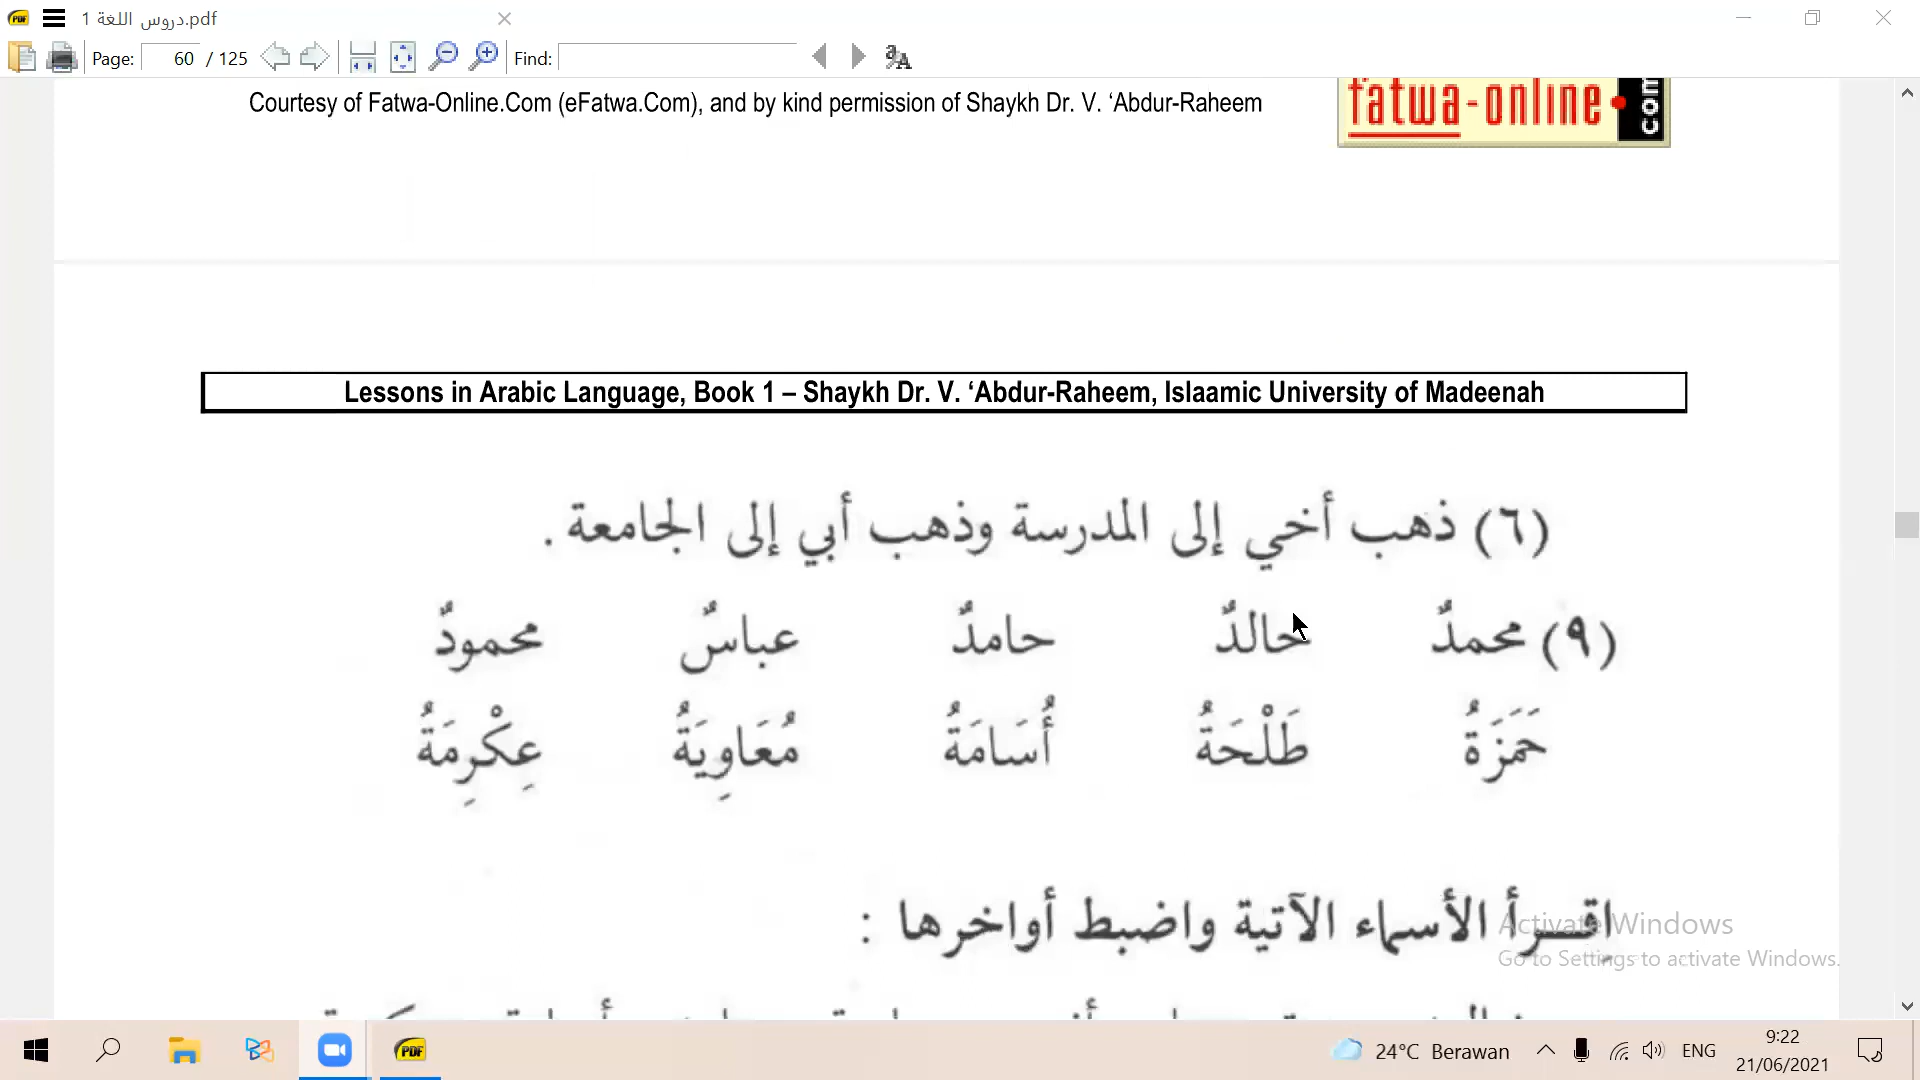 دروس اللغة 1.pdf
Page: 60 / 125 Find:
Courtesy of Fatwa-Online.Com (eFatwa.Com), and by kind permission of Shaykh Dr. V. ‘Abdur-Raheem
fatwa-online.com
Lessons in Arabic Language, Book 1 – Shaykh Dr. V. ‘Abdur-Raheem, Islaamic University of Madeenah
(٦) ذهب أخي إلى المدرسة وذهب أبي إلى الجامعة .
(٩) محمدٌ خالدٌ حامدٌ عباسٌ محمودٌ
حَمَزَةُ طَلْحَةُ أُسَامَةُ مُعَاوِيَةُ عِكْرِمَةُ
اِقـرأ الأسماء الآتية واضبط أواخرها :
Activate Windows
Go to Settings to activate Windows.
24°C Berawan ENG 9:22
21/06/2021